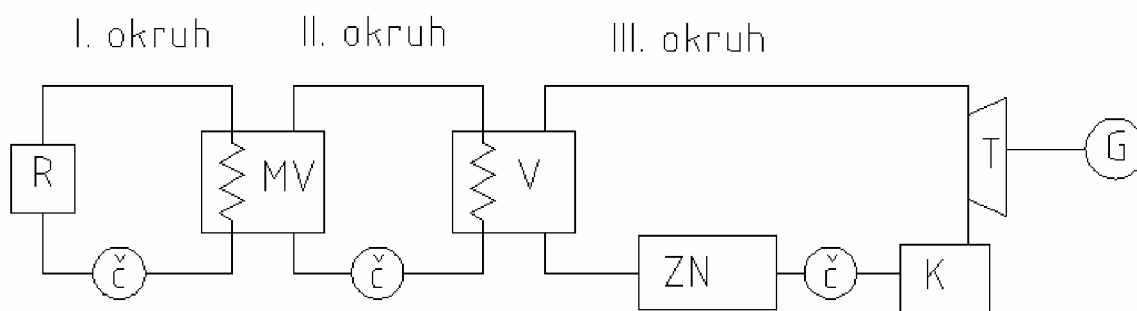 I. okruh
II. okruh
III. okruh
R
MV
V
T
G
č
č
ZN
č
K